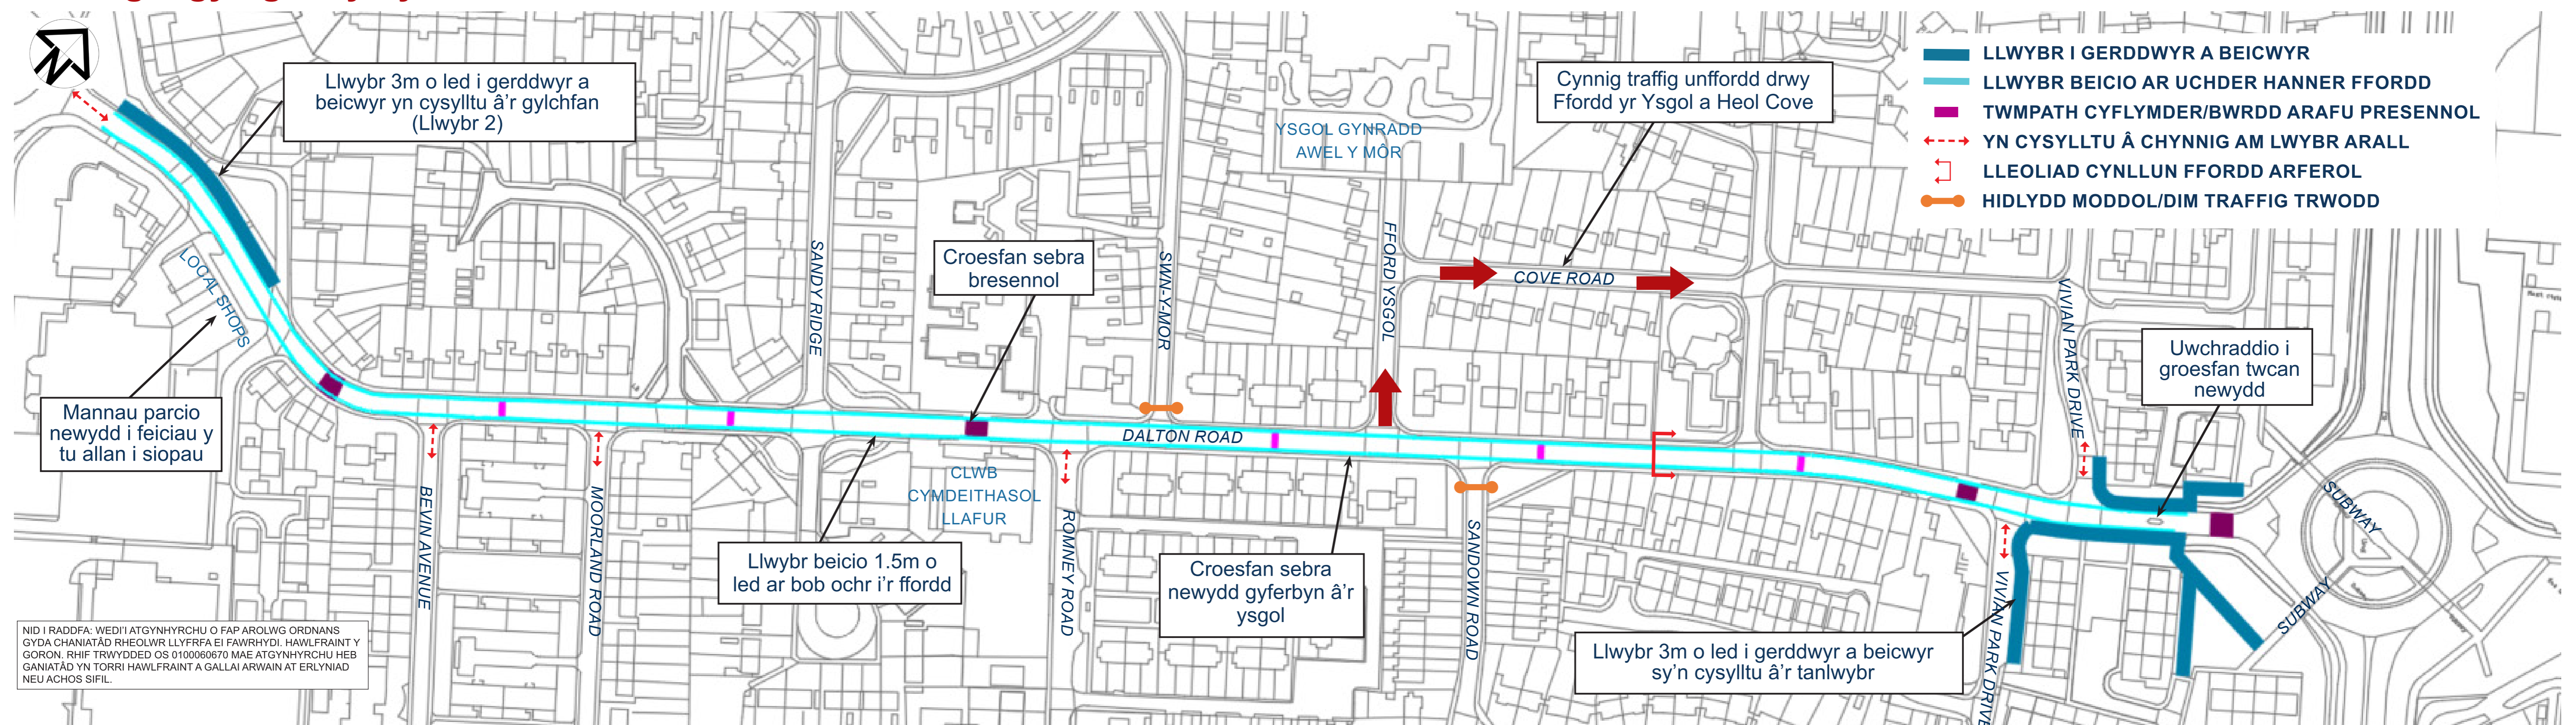 Llwybr 3m o led i gerddwyr a
beicwyr yn cysylltu â'r gylchfan
(Llwybr 2)
Cynnig traffig unffordd drwy
Ffordd yr Ysgol a Heol Cove
LLWYBR I GERDDWYR A BEICWYR
LLWYBR BEICIO AR UCHDER HANNER FFORDD
TWMPATH CYFLYMDER/BWRDD ARAFU PRESENNOL
YN CYSYLLTU Â CHYNNIG AM LWYBR ARALL
LLEOLIAD CYNLLUN FFORDD ARFEROL
HIDLYDD MODDOL/DIM TRAFFIG TRWODD
YSGOL GYNRADD
AWEL Y MÔR
LOCAL SHOPS
SANDY RIDGE
Croesfan sebra
bresennol
SWN-Y-MOR
FFORD YSGOL
COVE ROAD
VIVIAN PARK DRIVE
Uwchraddio i
groesfan twcan
newydd
Mannau parcio
newydd i feiciau y
tu allan i siopau
DALTON ROAD
CLWB
CYMDEITHASOL
LLAFUR
BEVIN AVENUE
MOORLAND ROAD
ROMNEY ROAD
SANDOWN ROAD
SUBWAY
SUBWAY
Llwybr beicio 1.5m o
led ar bob ochr i'r ffordd
Croesfan sebra
newydd gyferbyn â'r
ysgol
VIVIAN PARK DRIVE
Llwybr 3m o led i gerddwyr a beicwyr
sy'n cysylltu â'r tanlwybr
NID I RADDFA: WEDI'I ATGYNHYRCHU O FAP AROLWG ORDNANS
GYDA CHANIATÂD RHEOLWR LLYFRFA EI FAWRHYDI. HAWLFRAINT Y
GORON. RHIF TRWYDDED OS 0100060670 MAE ATGYNHYRCHU HEB
GANIATÂD YN TORRI HAWLFRAINT A GALLAI ARWAIN AT ERLYNIAD
NEU ACHOS SIFIL.